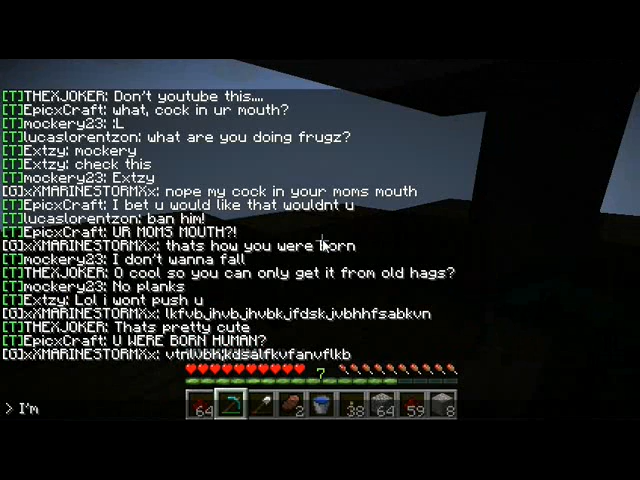 [T]THEXJOKER: Don't youtube this....
[T]EpicxCraft: what, cock in ur mouth?
[T]mockery23: :L
[T]lucaslorentzon: what are you doing frugz?
[T]Extzy: mockery
[T]Extzy: check this
[T]mockery23: Extzy
[G]xXMARINESTORMXx: nope my cock in your moms mouth
[T]EpicxCraft: I bet u would like that wouldnt u
[T]lucaslorentzon: ban him!
[T]EpicxCraft: UR MOMS MOUTH?!
[G]xXMARINESTORMXx: thats how you were born
[T]mockery23: I don't wanna fall
[T]THEXJOKER: O cool so you can only get it from old hags?
[T]mockery23: No planks
[T]Extzy: Lol i wont push u
[G]xXMARINESTORMXx: lkfvbjhvbjhvbkjfdskjvbhhfsabkvn
[T]THEXJOKER: Thats pretty cute
[T]EpicxCraft: U WERE BORN HUMAN?
[G]xXMARINESTORMXx:
7
64 2 38 64 59 8
> I'm